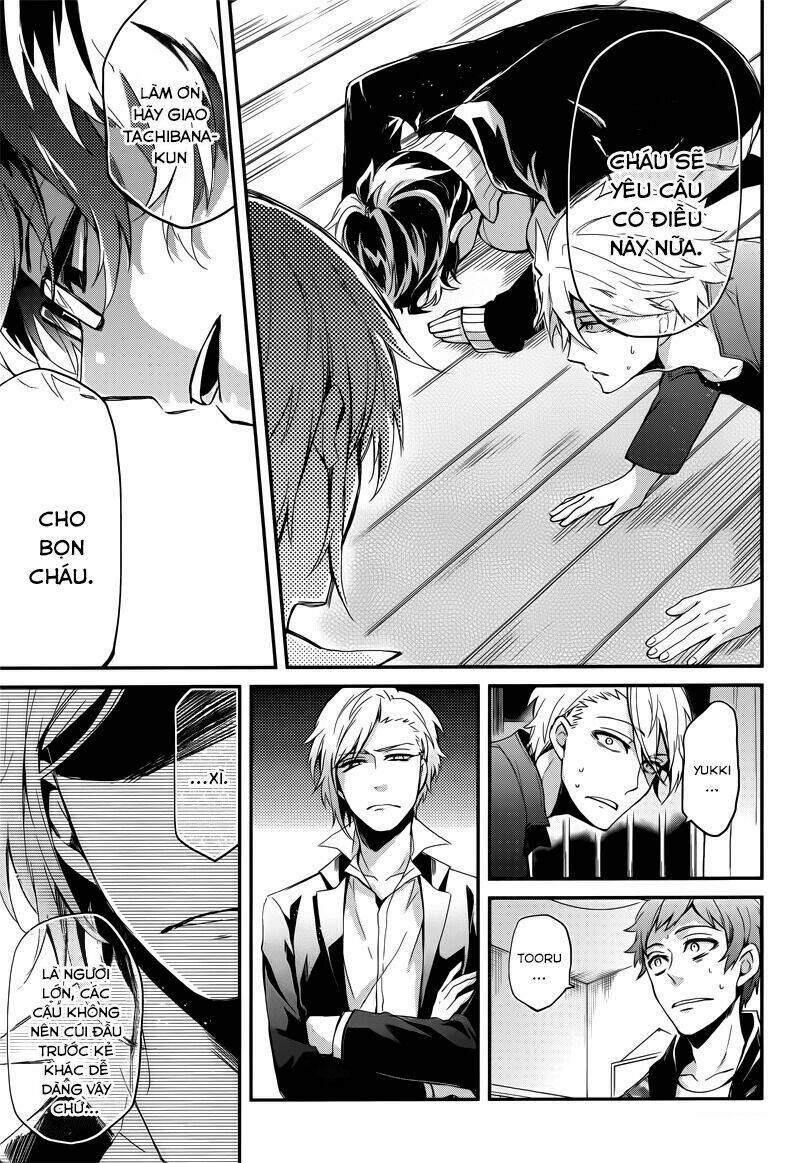 CHÁU SẼ
YÊU CẦU
CÔ ĐIỀU
NÀY NỮA.
LÀM ƠN
HÃY GIAO
TACHIBANA-
KUN
CHO
BỌN
CHÁU.
YUKKI
...
TOORU
...
...XÌ.
LÀ NGƯỜI
LỚN, CÁC
CẬU KHÔNG
NÊN CÚI ĐẦU
TRƯỚC KẺ
KHÁC DỄ
DÀNG VẬY
CHỨ...